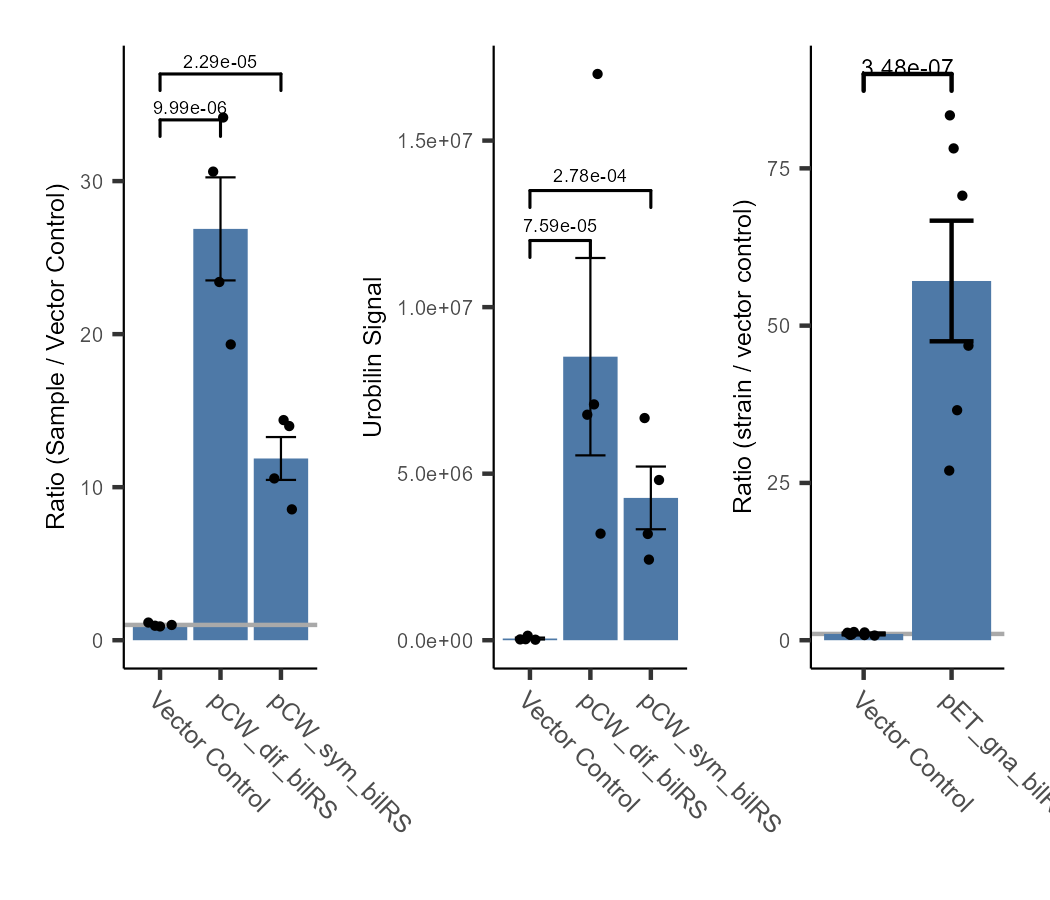 Ratio (Sample / Vector Control)
30
20
10
0
2.29e-05
9.99e-06
Vector Control
pCW_dif_bilRS
pCW_sym_bilRS
Urobilin Signal
1.5e+07
1.0e+07
5.0e+06
0.0e+00
2.78e-04
7.59e-05
Vector Control
pCW_dif_bilRS
pCW_sym_bilRS
Ratio (strain / vector control)
75
50
25
0
3.48e-07
Vector Control